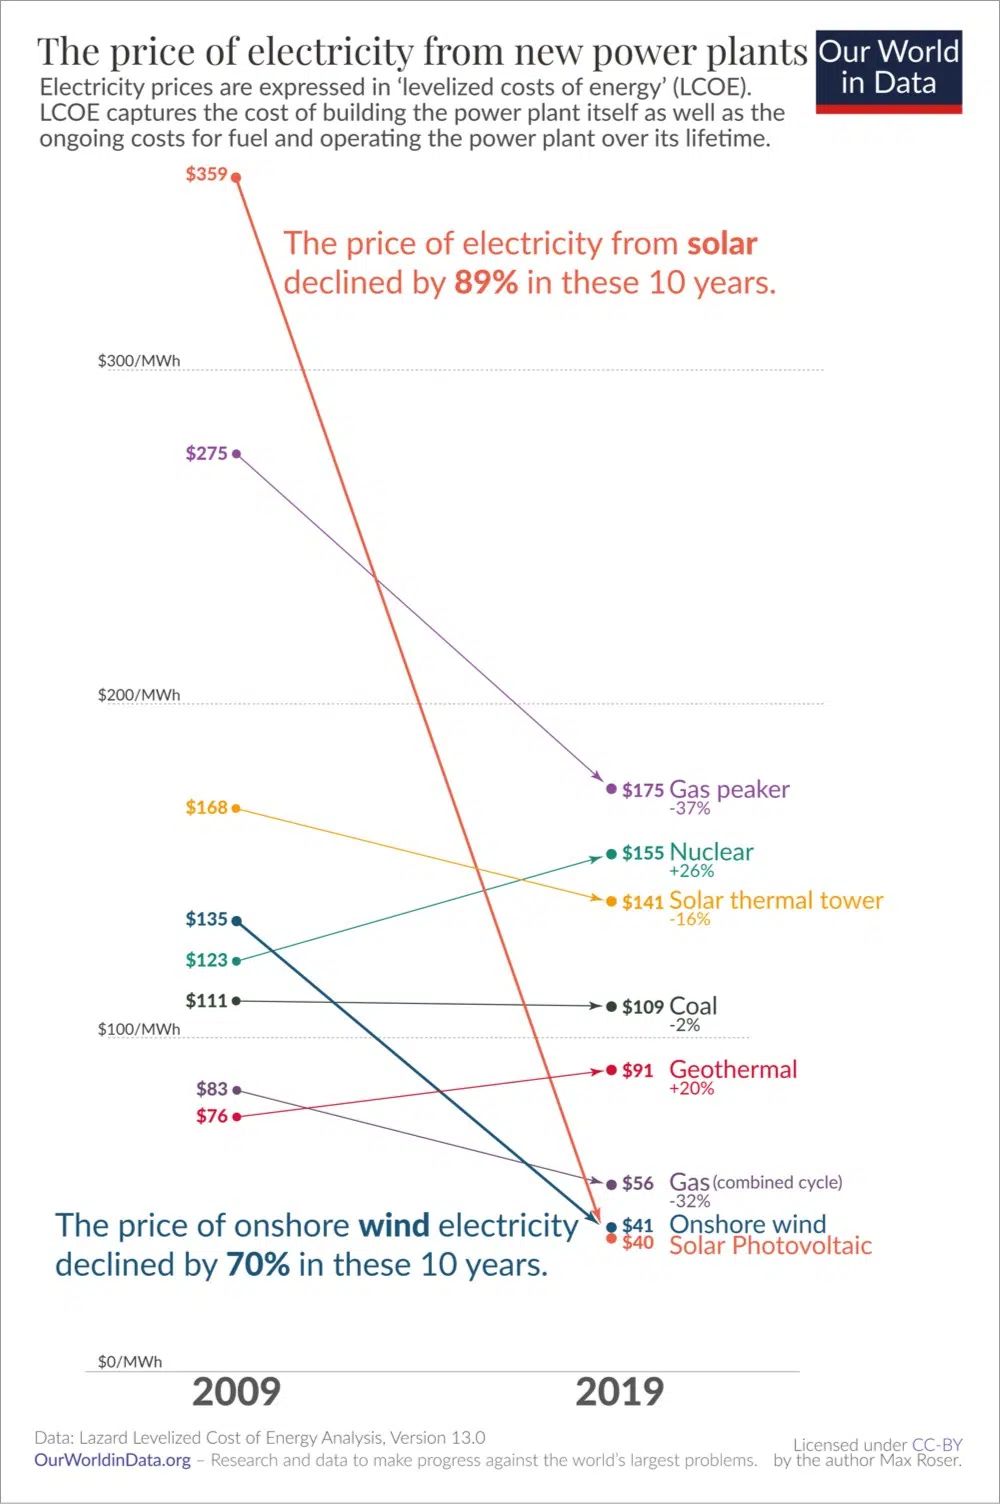 The price of electricity from new power plants
Our World
in Data
Electricity prices are expressed in ‘levelized costs of energy’ (LCOE).
LCOE captures the cost of building the power plant itself as well as the
ongoing costs for fuel and operating the power plant over its lifetime.
$359
The price of electricity from solar
declined by 89% in these 10 years.
$300/MWh
$275
$200/MWh
$175 Gas peaker
-37%
$168
$155 Nuclear
+26%
$141 Solar thermal tower
-16%
$135
$123
$111
$109 Coal
-2%
$100/MWh
$91 Geothermal
+20%
$83
$76
$56 Gas (combined cycle)
-32%
$41 Onshore wind
$40 Solar Photovoltaic
The price of onshore wind electricity
declined by 70% in these 10 years.
$0/MWh
2009 2019
Data: Lazard Levelized Cost of Energy Analysis, Version 13.0
OurWorldinData.org – Research and data to make progress against the world’s largest problems.
Licensed under CC-BY
by the author Max Roser.